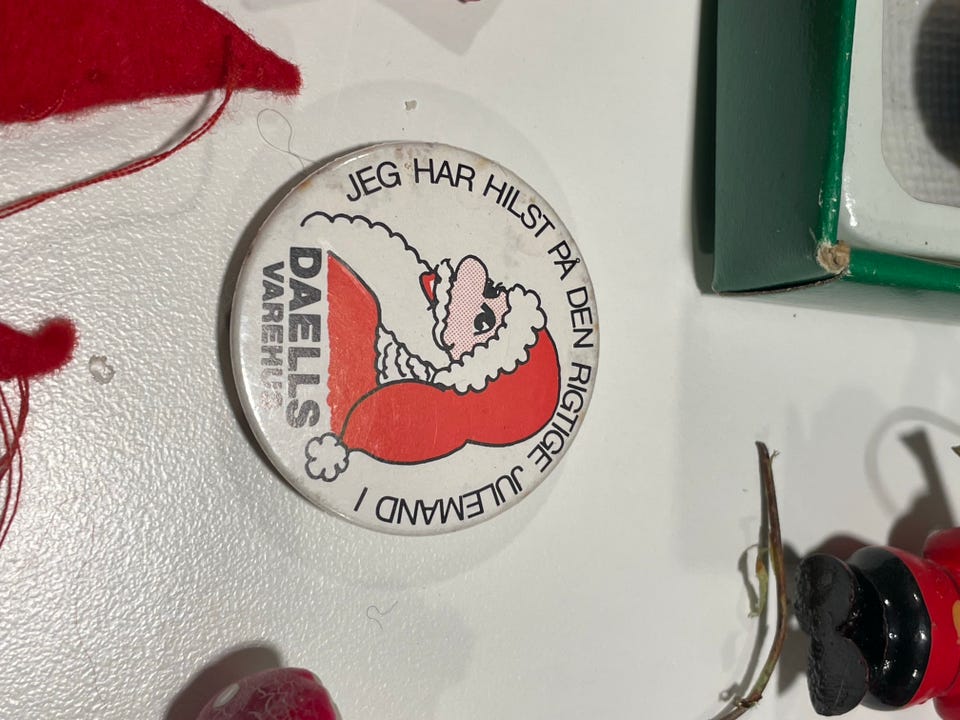 JEG HAR HILST PÅ DEN RIGTIGE JULEMAND I
DAELLS
VAREHUS